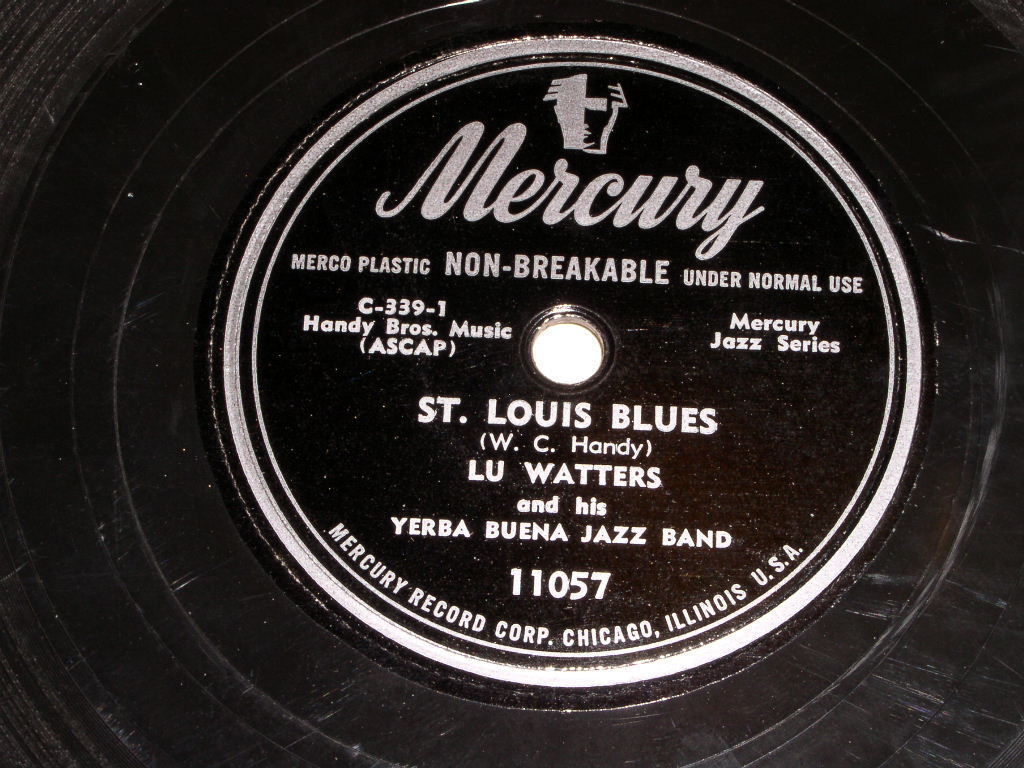 Mercury
MERCO PLASTIC NON-BREAKABLE UNDER NORMAL USE
C-339-1
Handy Bros. Music
(ASCAP)
Mercury
Jazz Series
ST. LOUIS BLUES
(W. C. Handy)
LU WATTERS
and his
YERBA BUENA JAZZ BAND
11057
MERCURY RECORD CORP. CHICAGO, ILLINOIS U.S.A.